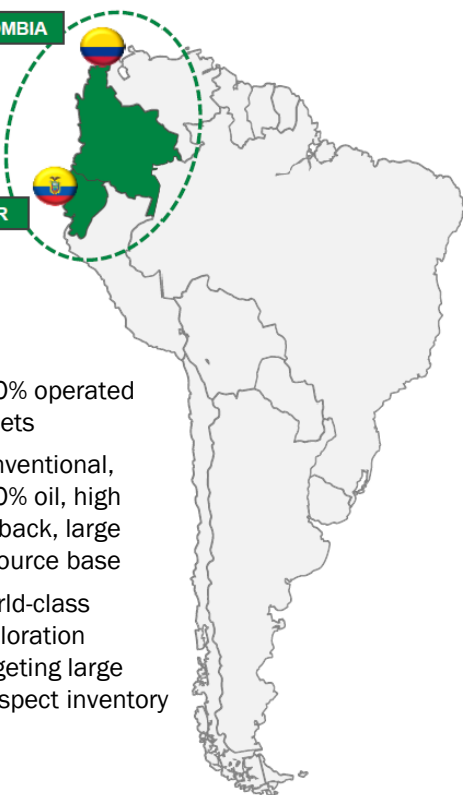 OMBIA
R
0% operated
ets
nventional,
0% oil, high
back, large
ource base
rld-class
loration
geting large
spect inventory